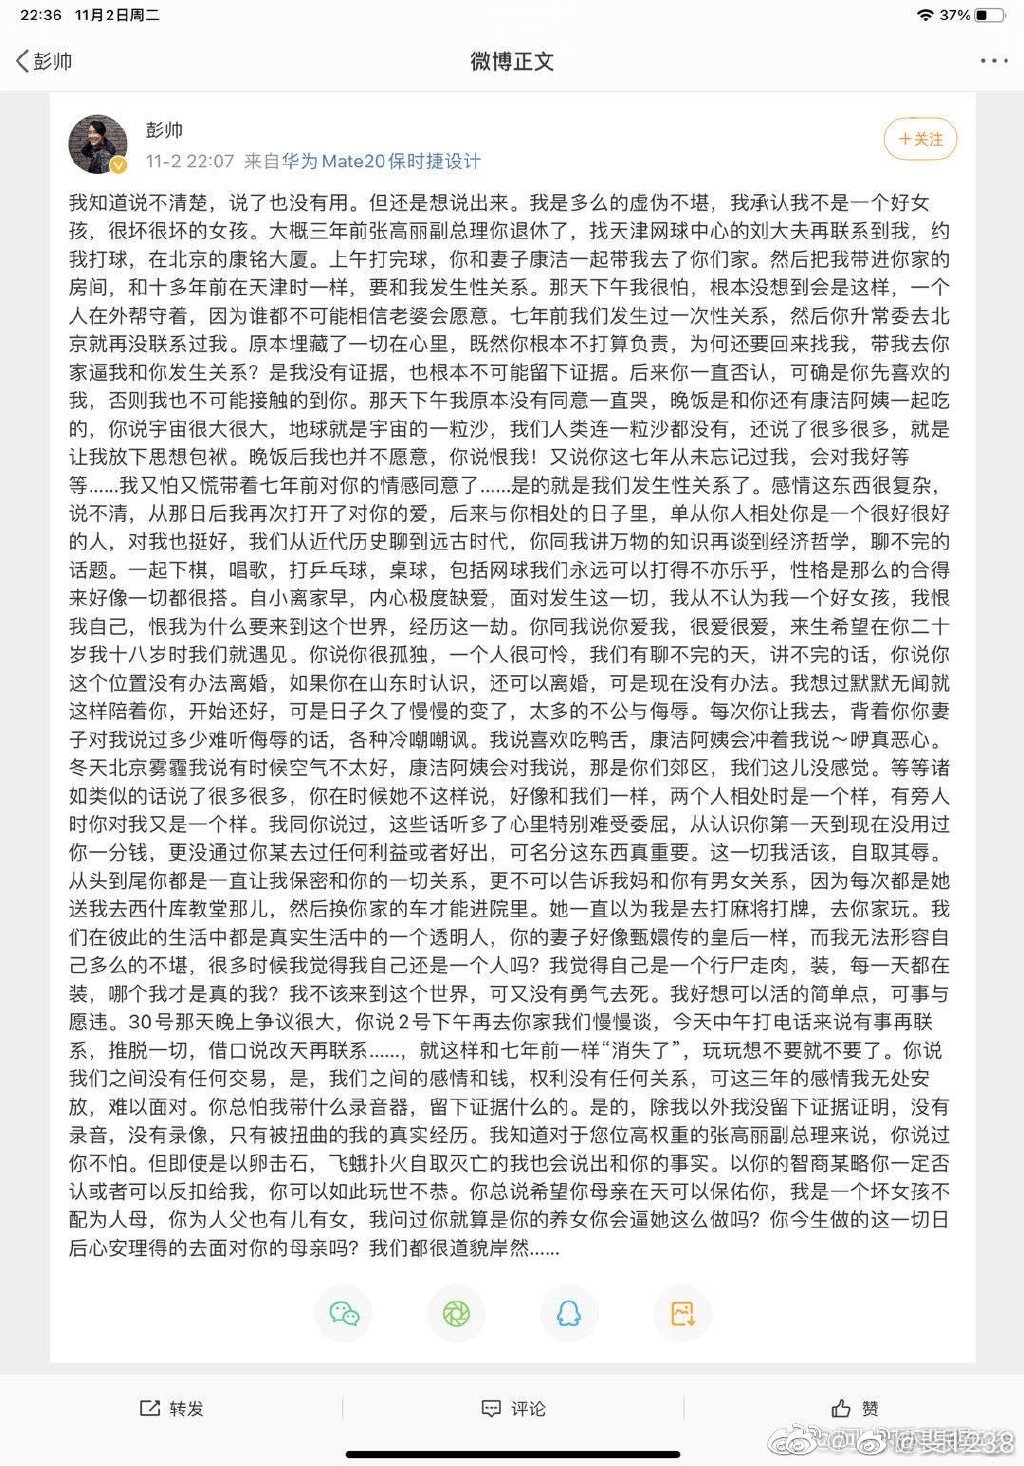 22:36 11月2日周二
37%
彭帅
微博正文
彭帅
11-2 22:07 来自华为 Mate20保时捷设计
+关注
我知道说不清楚，说了也没有用。但还是想说出来。我是多么的虚伪不堪，我承认我不是一个好女
孩，很坏很坏的女孩。大概三年前张高丽副总理你退休了，找天津网球中心的刘大夫再联系到我，约
我打球，在北京的康铭大厦。上午打完球，你和妻子康洁一起带我去了你们家。然后把我带进你家的
房间，和十多年前在天津时一样，要和我发生性关系。那天下午我很怕，根本没想到会是这样，一个
人在外帮守着，因为谁都不可能相信老婆会愿意。七年前我们发生过一次性关系，然后你升常委去北
京就再没联系过我。原本埋藏了一切在心里，既然你根本不打算负责，为何还要回来找我，带我去你
家逼我和你发生关系？是我没有证据，也根本不可能留下证据。后来你一直否认，可确是你先喜欢的
我，否则我也不可能接触的到你。那天下午我原本没有同意一直哭，晚饭是和你还有康洁阿姨一起吃
的，你说宇宙很大很大，地球就是宇宙的一粒沙，我们人类连一粒沙都没有，还说了很多很多，就是
让我放下思想包袱。晚饭后我也并不愿意，你说恨我！又说你这七年从未忘记过我，会对我好等
等......我又怕又慌带着七年前对你的情感同意了......是的就是我们发生性关系了。感情这东西很复杂，
说不清，从那日后我再次打开了对你的爱，后来与你相处的日子里，单从你人相处你是一个很好很好
的人，对我也挺好，我们从近代历史聊到远古时代，你同我讲万物的知识再谈到经济哲学，聊不完的
话题。一起下棋，唱歌，打乒乓球，桌球，包括网球我们永远可以打得不亦乐乎，性格是那么的合得
来好像一切都很搭。自小离家早，内心极度缺爱，面对发生这一切，我从不认为我一个好女孩，我恨
我自己，恨我为什么要来到这个世界，经历这一劫。你同我说你爱我，很爱很爱，来生希望在你二十
岁我十八岁时我们就遇见。你说你很孤独，一个人很可怜，我们有聊不完的天，讲不完的话，你说你
这个位置没有办法离婚，如果你在山东时认识，还可以离婚，可是现在没有办法。我想过默默无闻就
这样陪着你，开始还好，可是日子久了慢慢的变了，太多的不公与侮辱。每次你让我去，背着你你妻
子对我说过多少难听侮辱的话，各种冷嘲嘲讽。我说喜欢吃鸭舌，康洁阿姨会冲着我说～咿真恶心。
冬天北京雾霾我说有时候空气不太好，康洁阿姨会对我说，那是你们郊区，我们这儿没感觉。等等诸
如类似的话说了很多很多，你在时候她不这样说，好像和我们一样，两个人相处时是一个样，有旁人
时你对我又是一个样。我同你说过，这些话听多了心里特别难受委屈，从认识你第一天到现在没用过
你一分钱，更没通过你某去过任何利益或者好出，可名分这东西真重要。这一切我活该，自取其辱。
从头到尾你都是一直让我保密和你的一切关系，更不可以告诉我妈和你有男女关系，因为每次都是她
送我去西什库教堂那儿，然后换你家的车才能进院里。她一直以为我是去打麻将打牌，去你家玩。我
们在彼此的生活中都是真实生活中的一个透明人，你的妻子好像甄嬛传的皇后一样，而我无法形容自
己多么的不堪，很多时候我觉得我自己还是一个人吗？我觉得自己是一个行尸走肉，装，每一天都在
装，哪个我才是真的我？我不该来到这个世界，可又没有勇气去死。我好想可以活的简单点，可事与
愿违。30号那天晚上争议很大，你说2号下午再去你家我们慢慢谈，今天中午打电话来说有事再联
系，推脱一切，借口说改天再联系......，就这样和七年前一样“消失了”，玩玩想不要就不要了。你说
我们之间没有任何交易，是，我们之间的感情和钱，权利没有任何关系，可这三年的感情我无处安
放，难以面对。你总怕我带什么录音器，留下证据什么的。是的，除我以外我没留下证据证明，没有
录音，没有录像，只有被扭曲的我的真实经历。我知道对于您位高权重的张高丽副总理来说，你说过
你不怕。但即使是以卵击石，飞蛾扑火自取灭亡的我也会说出和你的事实。以你的智商某略你一定否
认或者可以反扣给我，你可以如此玩世不恭。你总说希望你母亲在天可以保佑你，我是一个坏女孩不
配为人母，你为人父也有儿有女，我问过你就算是你的养女你会逼她这么做吗？你今生做的这一切日
后心安理得的去面对你的母亲吗？我们都很道貌岸然......
转发
评论
赞